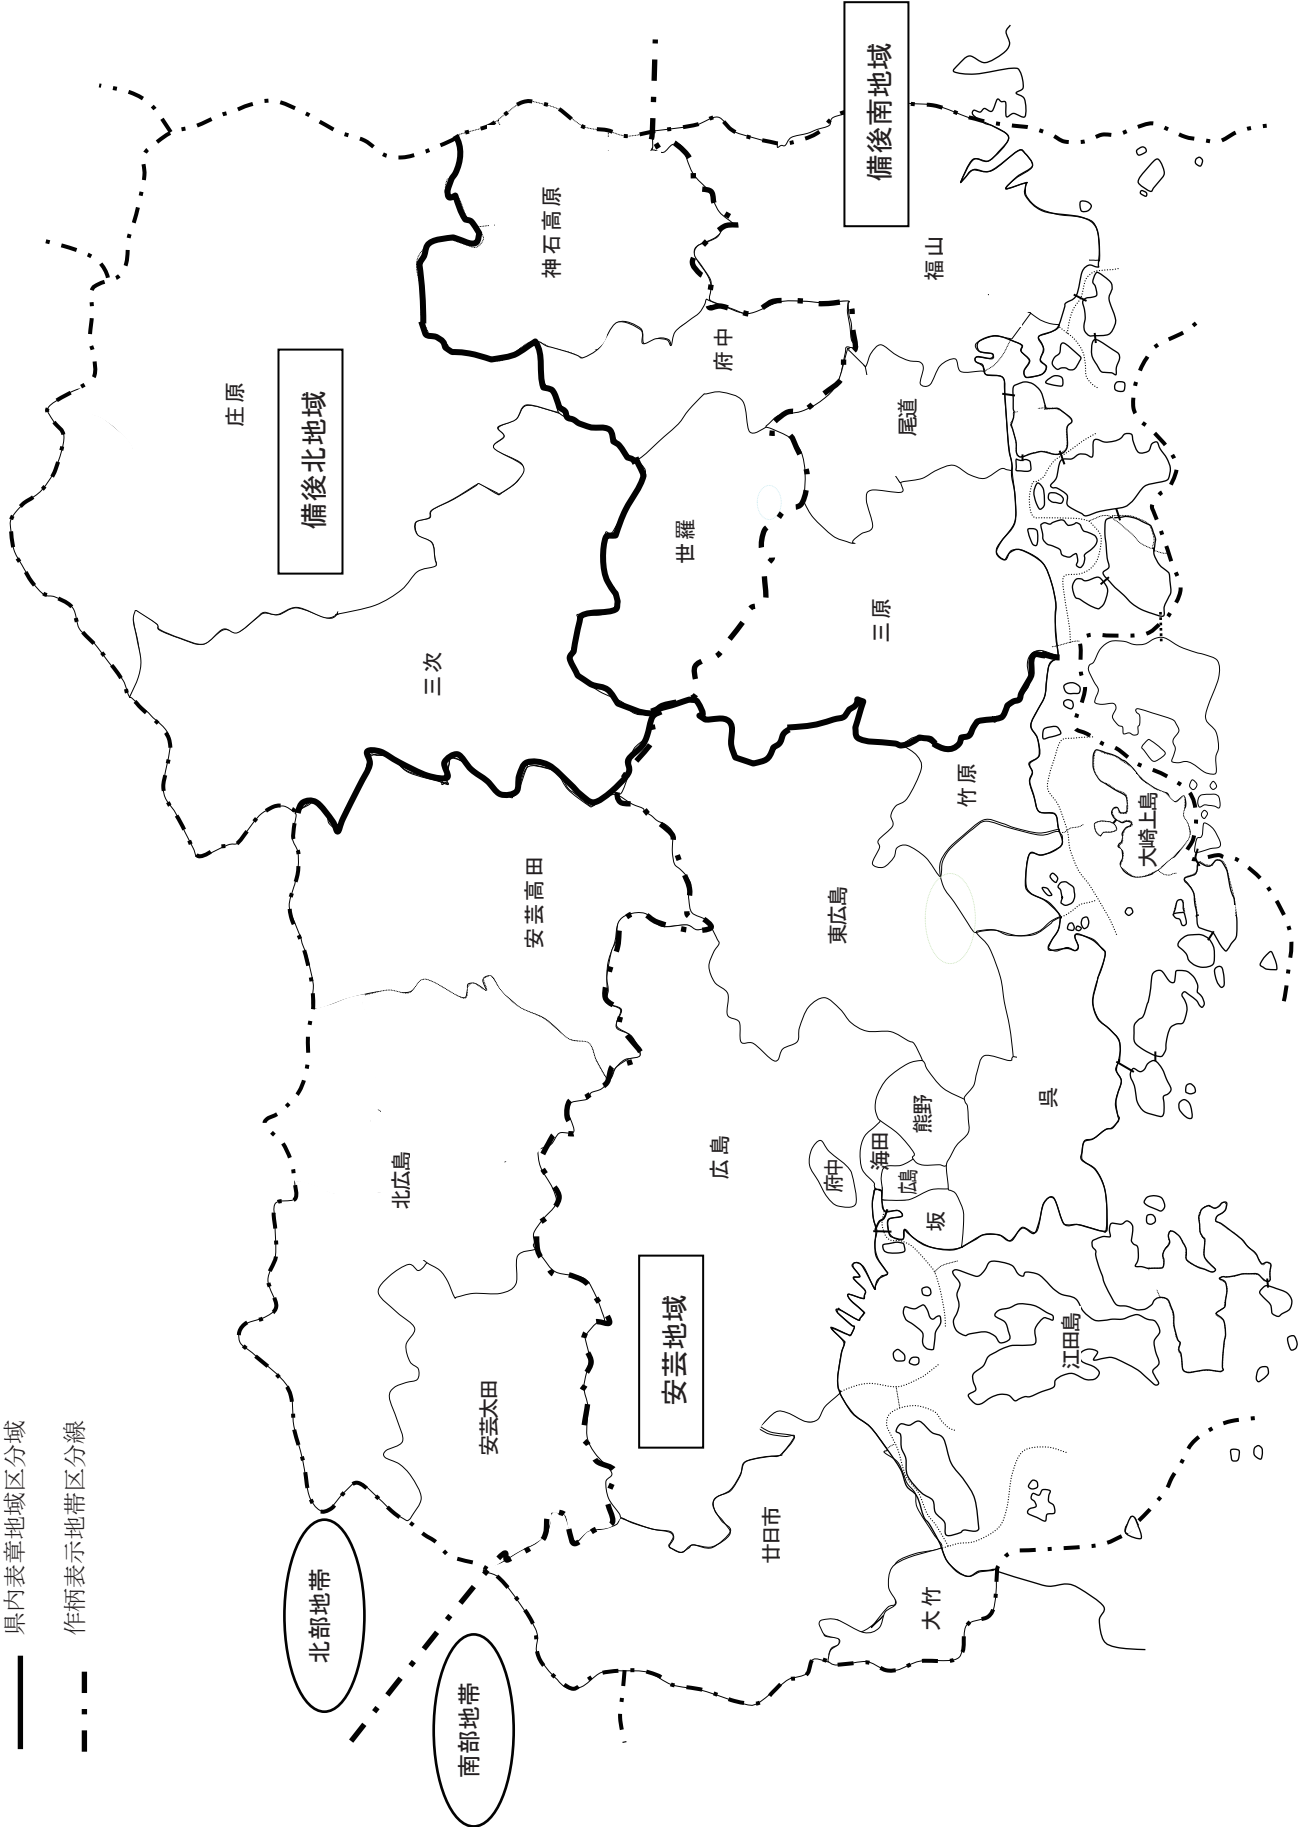 県内表章地域区分域
作柄表示地帯区分線
北部地帯
南部地帯
備後北地域
備後南地域
安芸地域
庄原
三次
神石高原
府中
世羅
福山
尾道
三原
竹原
大崎上島
安芸高田
東広島
北広島
広島
安芸太田
熊野
海田
府中
広島
坂
呉
江田島
廿日市
大竹